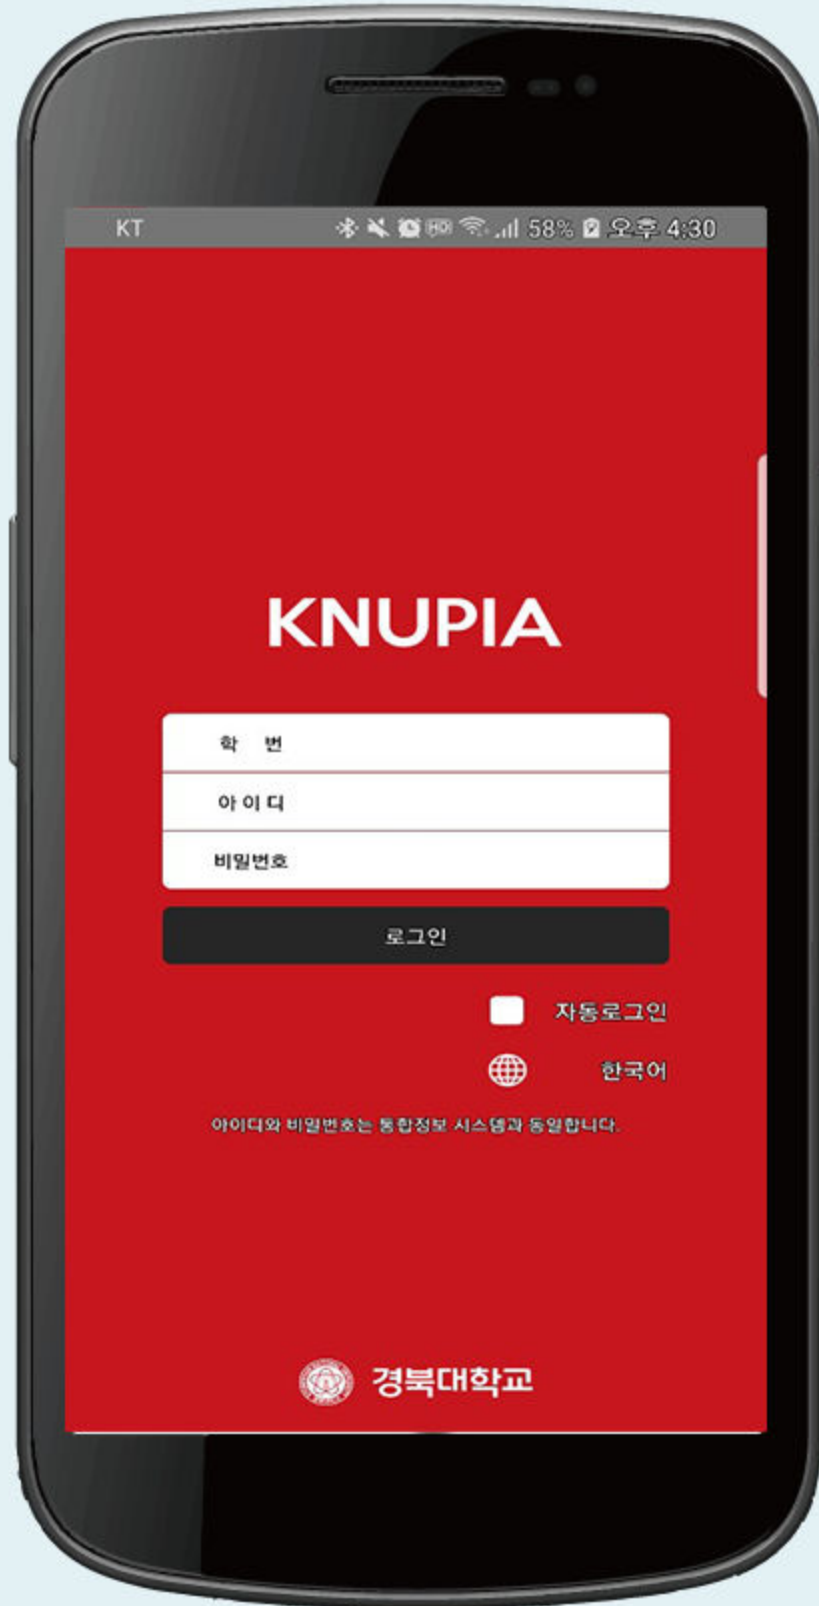 KT 58% 오후 4:30
KNUPIA
학 번
아이디
비밀번호
로그인
자동로그인
한국어
아이디와 비밀번호는 통합정보 시스템과 동일합니다.
경북대학교